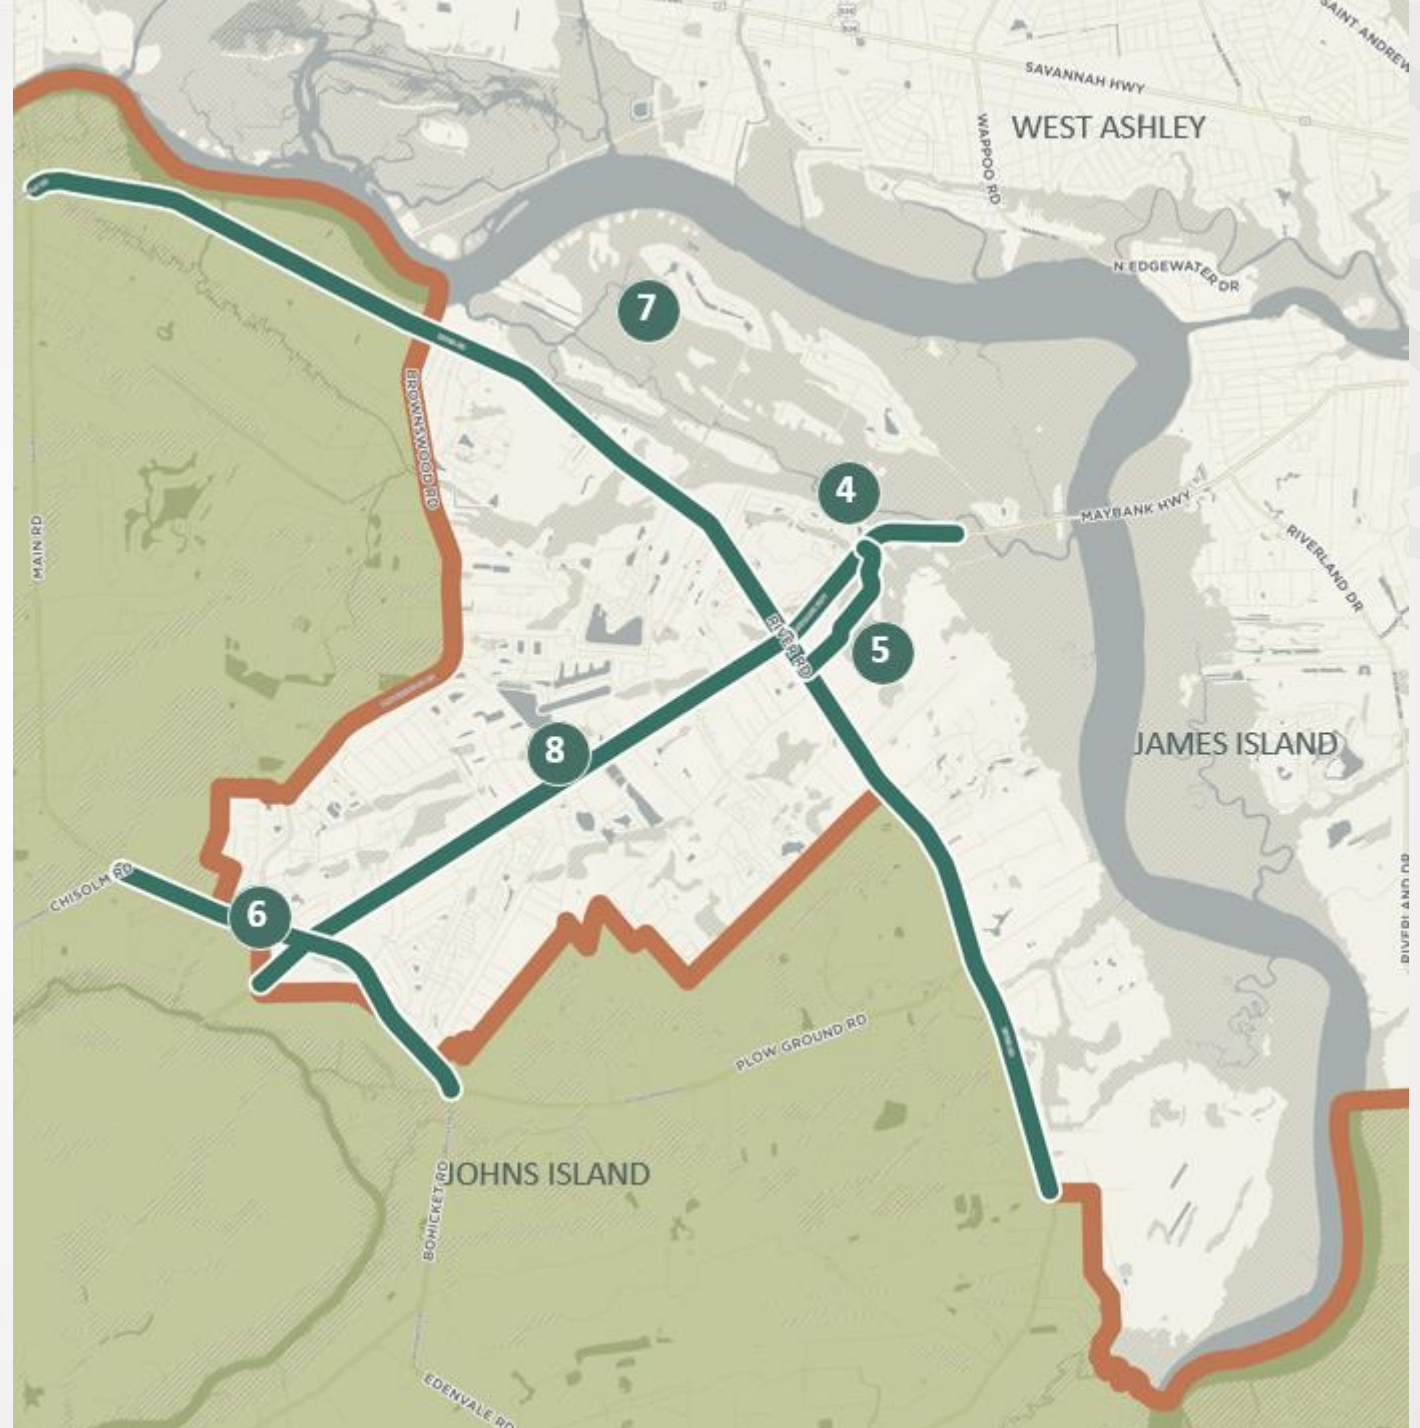 SAINT ANDREW
SAVANNAH HWY
WEST ASHLEY
WAPPOO RD
N EDGEWATER DR
7
BROWNSWOOD RD
4
MAYBANK HWY
MAIN RD
RIVERLAND DR
RIVER RD
5
JAMES ISLAND
8
CHISOLM RD
6
RIVERLAND DR
PLOW GROUND RD
JOHNS ISLAND
BOHICKET RD
EDENVALE RD